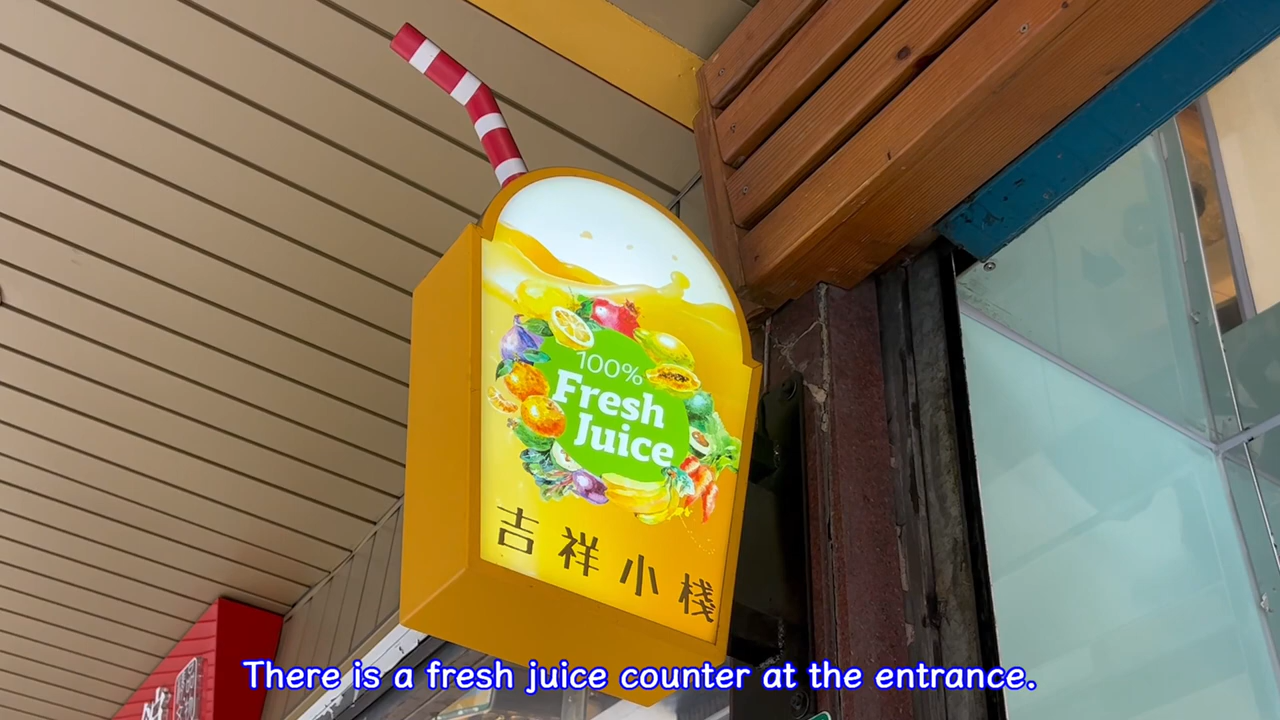 100%
Fresh
Juice
吉祥小棧
There is a fresh juice counter at the entrance.